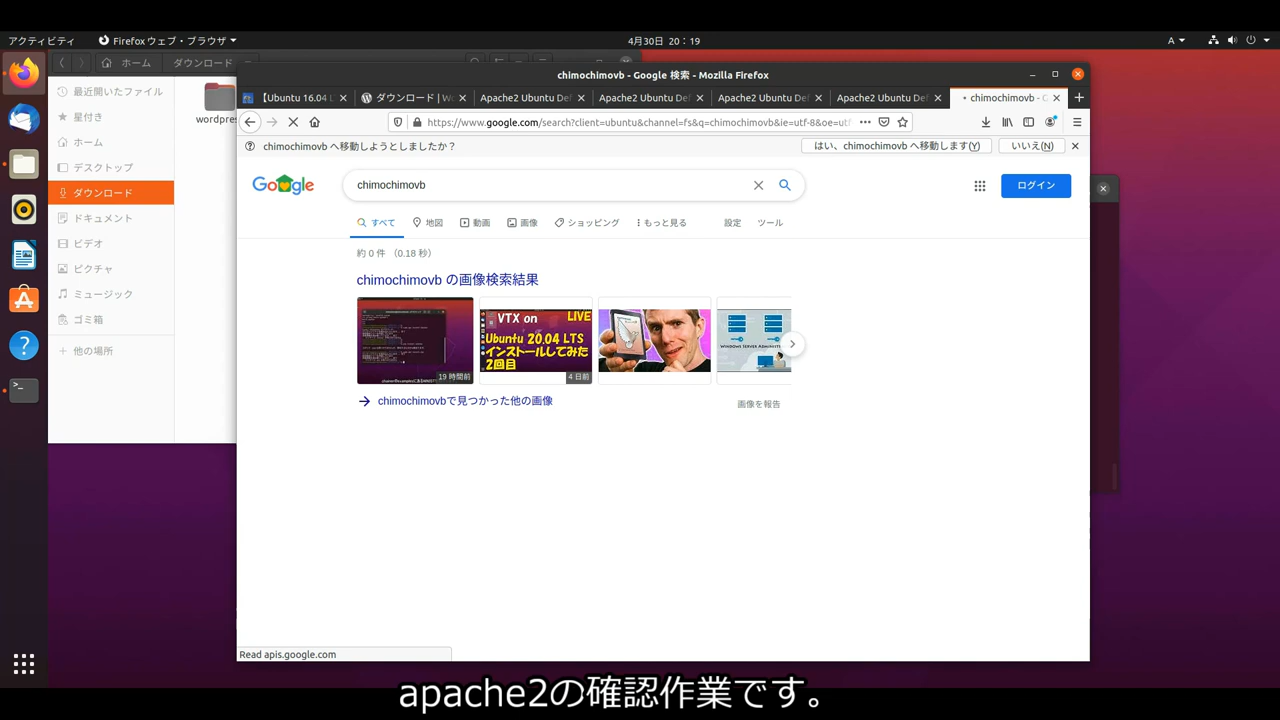 アクティビティ
Firefox ウェブ・ブラウザ
4月30日 20：19
A
ホーム
ダウンロード
最近開いたファイル
星付き
ホーム
デスクトップ
ダウンロード
ドキュメント
ビデオ
ピクチャ
ミュージック
ゴミ箱
他の場所
wordpres
chimochimovb - Google 検索 - Mozilla Firefox
【Ubuntu 16.04 L
ダウンロード | Wo
Apache2 Ubuntu Def
Apache2 Ubuntu Def
Apache2 Ubuntu Def
Apache2 Ubuntu Def
chimochimovb - G
https://www.google.com/search?client=ubuntu&channel=fs&q=chimochimovb&ie=utf-8&oe=utf
chimochimovb へ移動しようとしましたか？
はい、chimochimovb へ移動します(Y)
いいえ(N)
Google
chimochimovb
ログイン
すべて
地図
動画
画像
ショッピング
もっと見る
設定
ツール
約 0 件 （0.18 秒）
chimochimovb の画像検索結果
19 時間前
VTX on
LIVE
Ubuntu 20.04 LTS
インストールしてみた
2回目
4 日前
WINDOWS SERVER ADMINIST
chimochimovbで見つかった他の画像
画像を報告
Read apis.google.com
apache2の確認作業です。